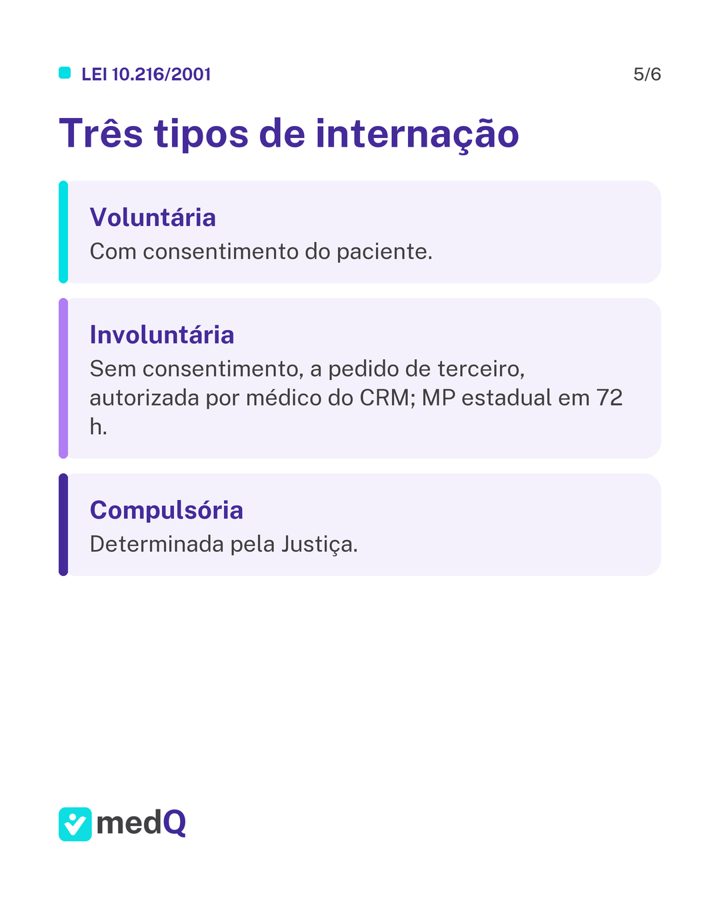 LEI 10.216/2001
5/6
Três tipos de internação
Voluntária
Com consentimento do paciente.
Involuntária
Sem consentimento, a pedido de terceiro,
autorizada por médico do CRM; MP estadual em 72
h.
Compulsória
Determinada pela Justiça.
medQ